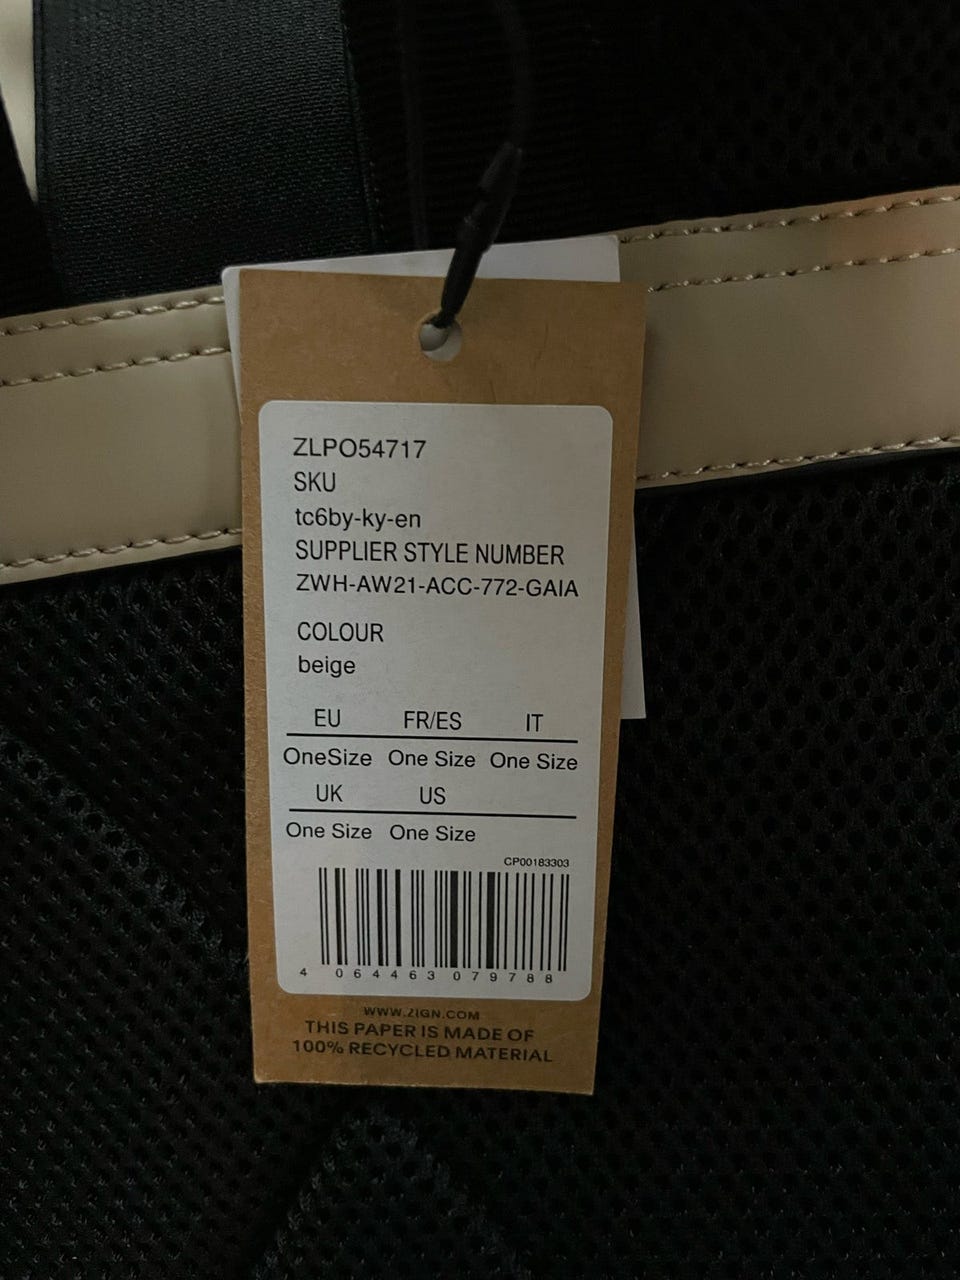 ZLPO54717
SKU
tc6by-ky-en
SUPPLIER STYLE NUMBER
ZWH-AW21-ACC-772-GAIA
COLOUR
beige
EU FR/ES IT
OneSize One Size One Size
UK US
One Size One Size
CP00183303
4 064463 079788
WWW.ZIGN.COM
THIS PAPER IS MADE OF
100% RECYCLED MATERIAL